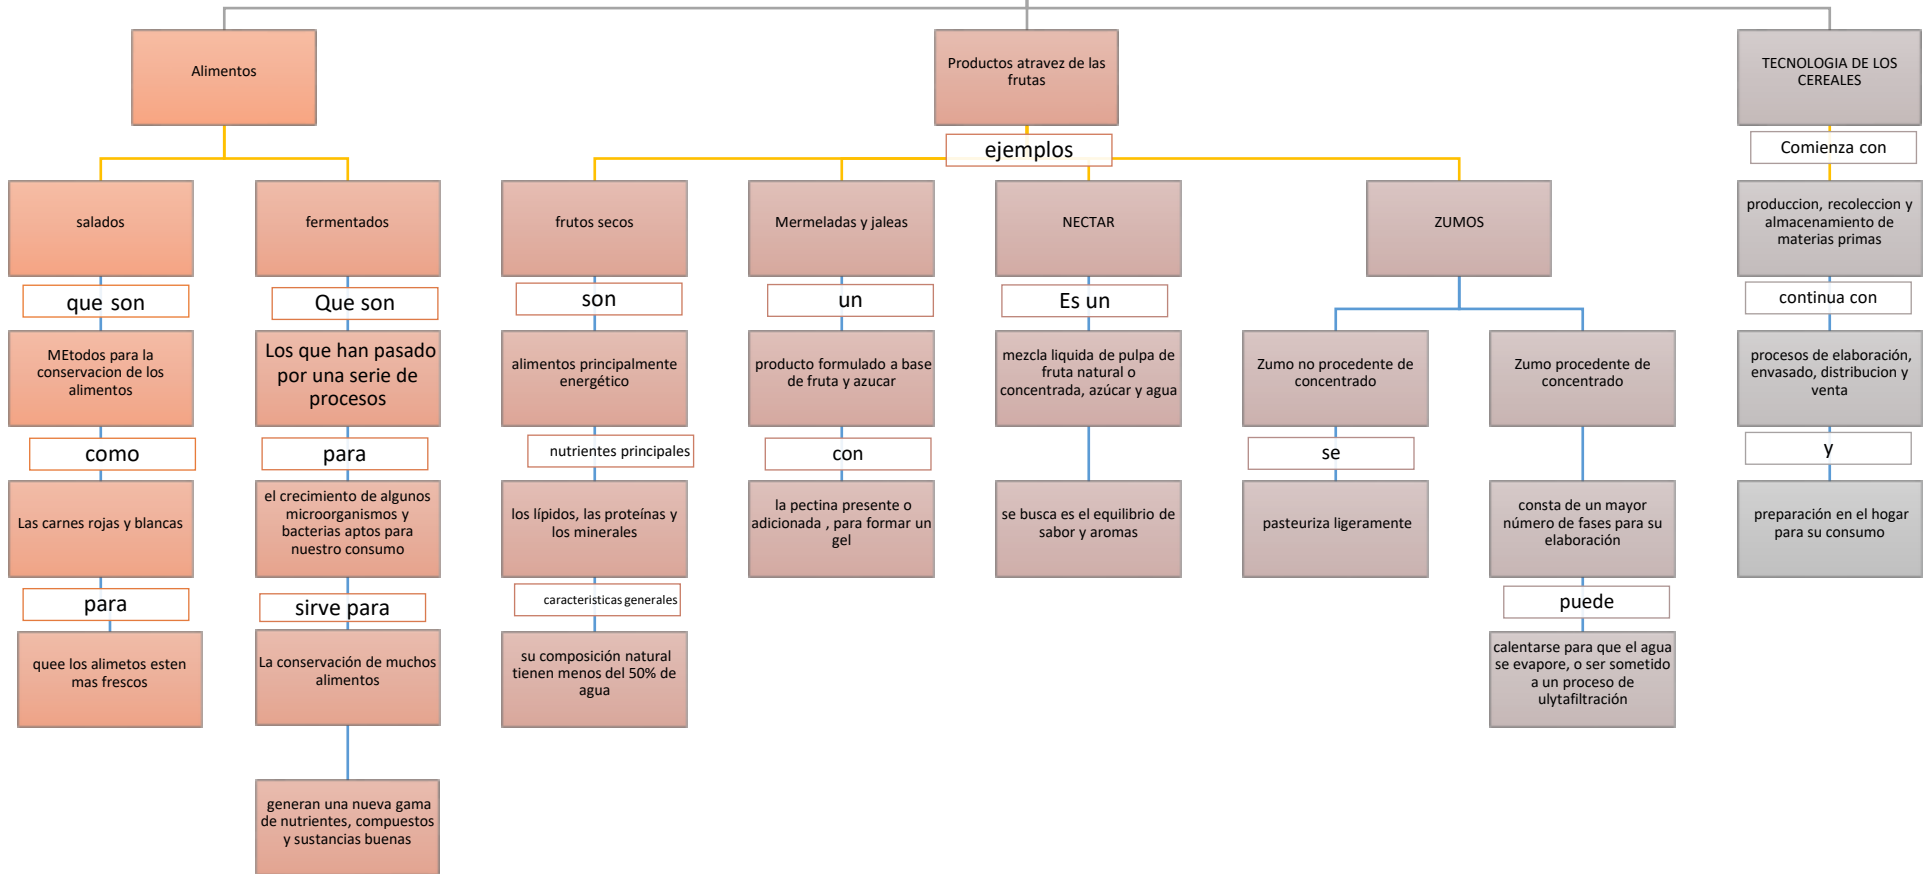 Alimentos
Productos atravez de las
frutas
TECNOLOGIA DE LOS
CEREALES
ejemplos
Comienza con
salados
fermentados
frutos secos
Mermeladas y jaleas
NECTAR
ZUMOS
produccion, recoleccion y
almacenamiento de
materias primas
que son
Que son
son
un
Es un
continua con
MEtodos para la
conservacion de los
alimentos
Los que han pasado
por una serie de
procesos
alimentos principalmente
energético
producto formulado a base
de fruta y azucar
mezcla liquida de pulpa de
fruta natural o
concentrada, azúcar y agua
Zumo no procedente de
concentrado
Zumo procedente de
concentrado
procesos de elaboración,
envasado, distribucion y
venta
como
para
nutrientes principales
con
se
y
Las carnes rojas y blancas
el crecimiento de algunos
microorganismos y
bacterias aptos para
nuestro consumo
los lípidos, las proteínas y
los minerales
la pectina presente o
adicionada , para formar un
gel
se busca es el equilibrio de
sabor y aromas
pasteuriza ligeramente
consta de un mayor
número de fases para su
elaboración
preparación en el hogar
para su consumo
para
sirve para
caracteristicas generales
puede
quee los alimetos esten
mas frescos
La conservación de muchos
alimentos
su composición natural
tienen menos del 50% de
agua
calentarse para que el agua
se evapore, o ser sometido
a un proceso de
ulytafiltración
generan una nueva gama
de nutrientes, compuestos
y sustancias buenas